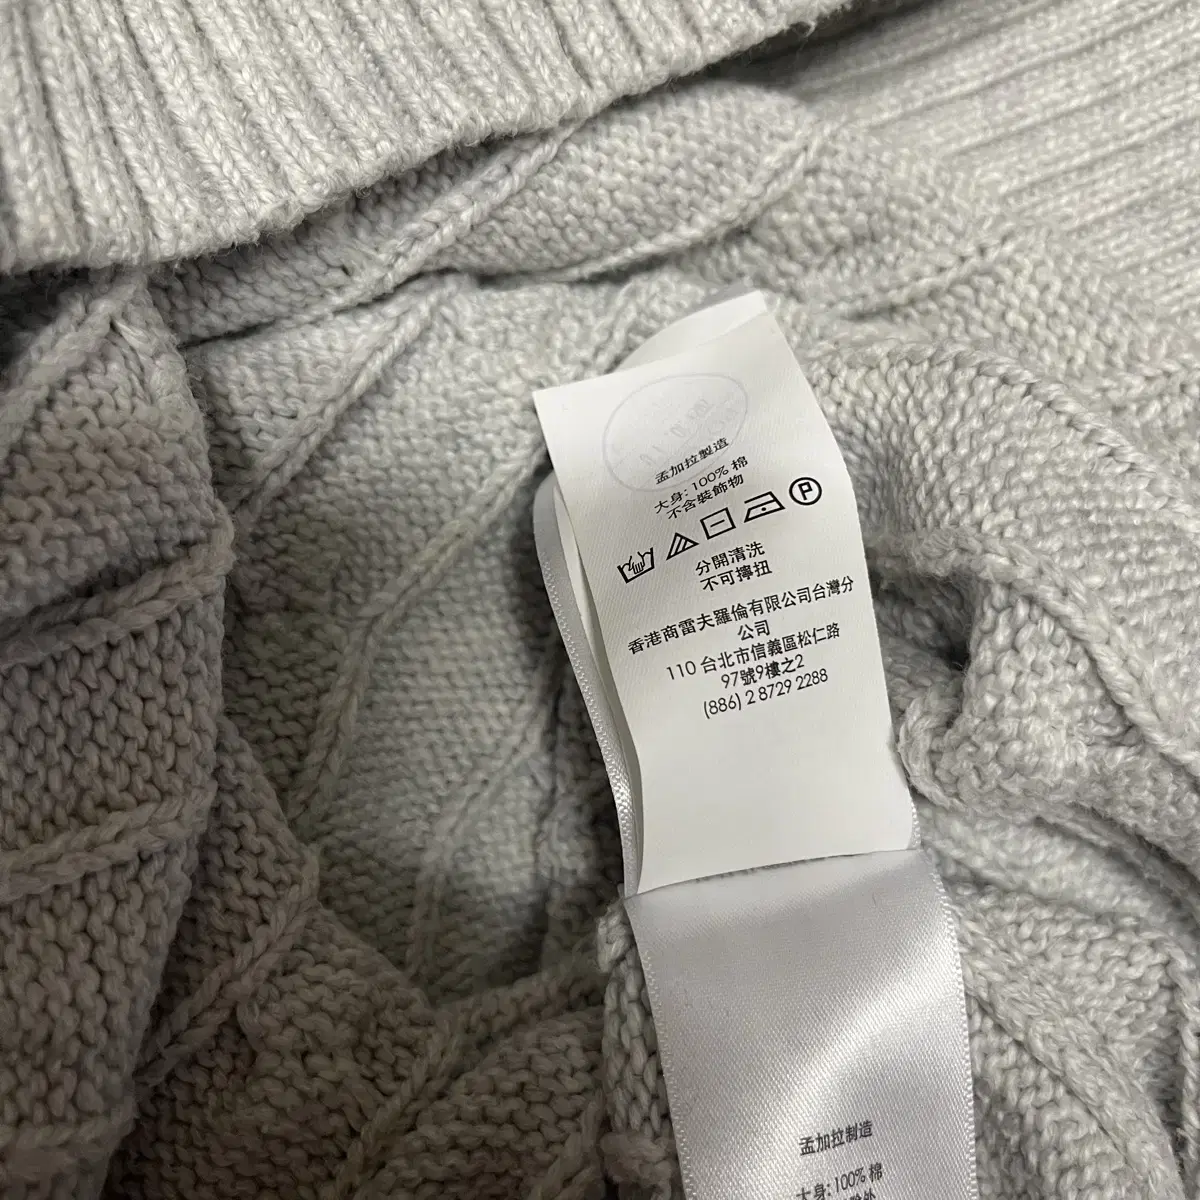 孟加拉製造
大身: 100% 棉
不含裝飾物
P
分開清洗
不可擰扭
香港商雷夫羅倫有限公司台灣分
公司
110 台北市信義區松仁路
97號9樓之2
(886) 2 8729 2288
孟加拉制造
大身: 100% 棉